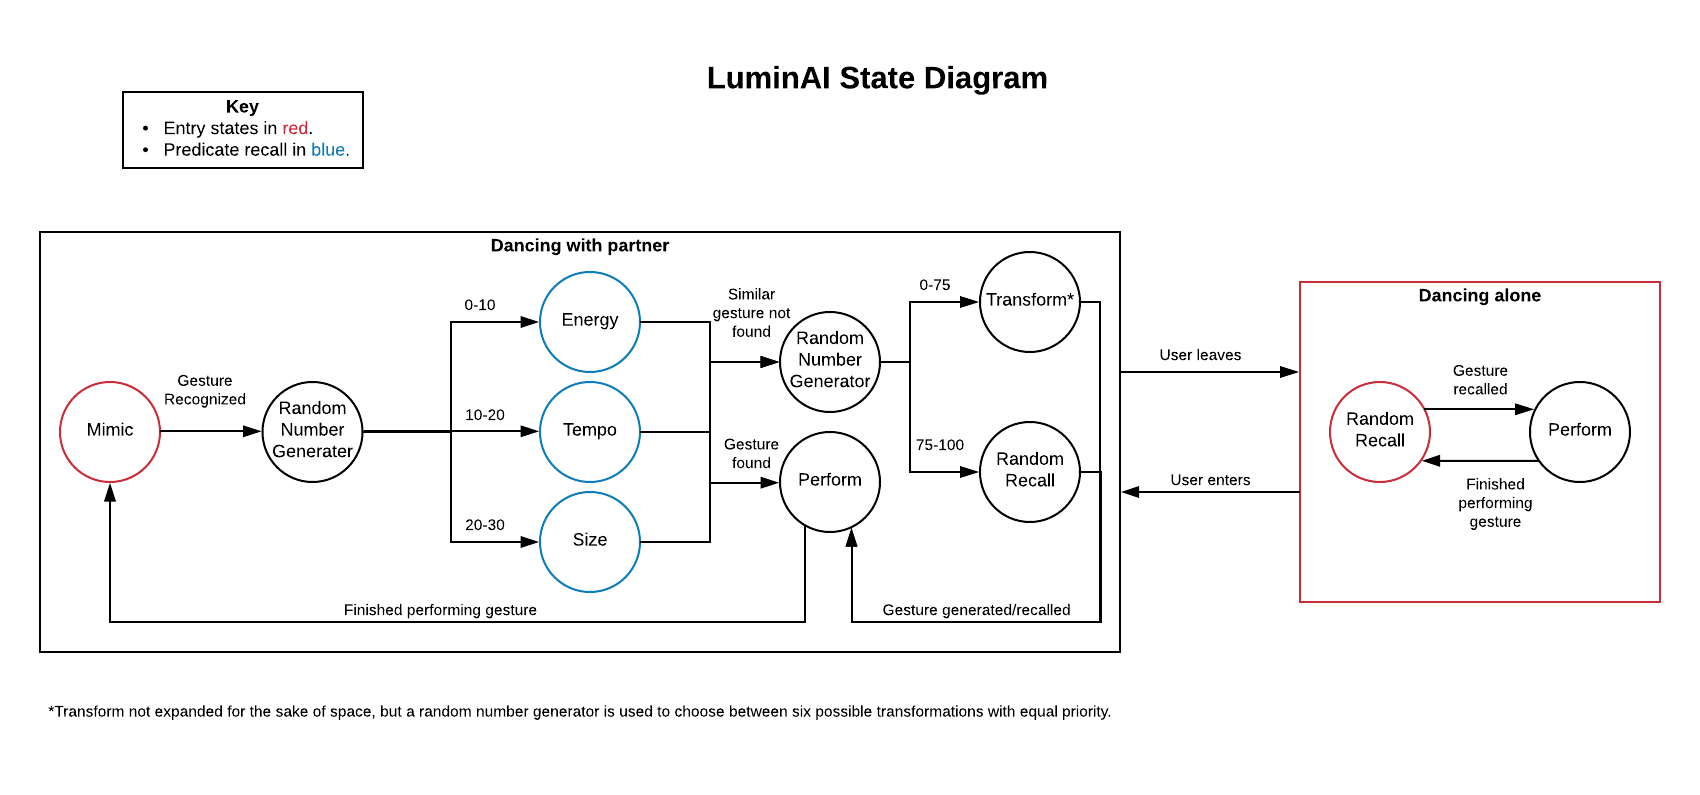 LuminAI State Diagram
Key
• Entry states in red.
• Predicate recall in blue.
Dancing with partner
Mimic
Gesture
Recognized
Random
Number
Generater
0-10
10-20
20-30
Energy
Tempo
Size
Similar
gesture not
found
Gesture
found
Random
Number
Generator
Perform
0-75
75-100
Transform*
Random
Recall
Finished performing gesture
Gesture generated/recalled
User leaves
User enters
Dancing alone
Random
Recall
Gesture
recalled
Perform
Finished
performing
gesture
*Transform not expanded for the sake of space, but a random number generator is used to choose between six possible transformations with equal priority.